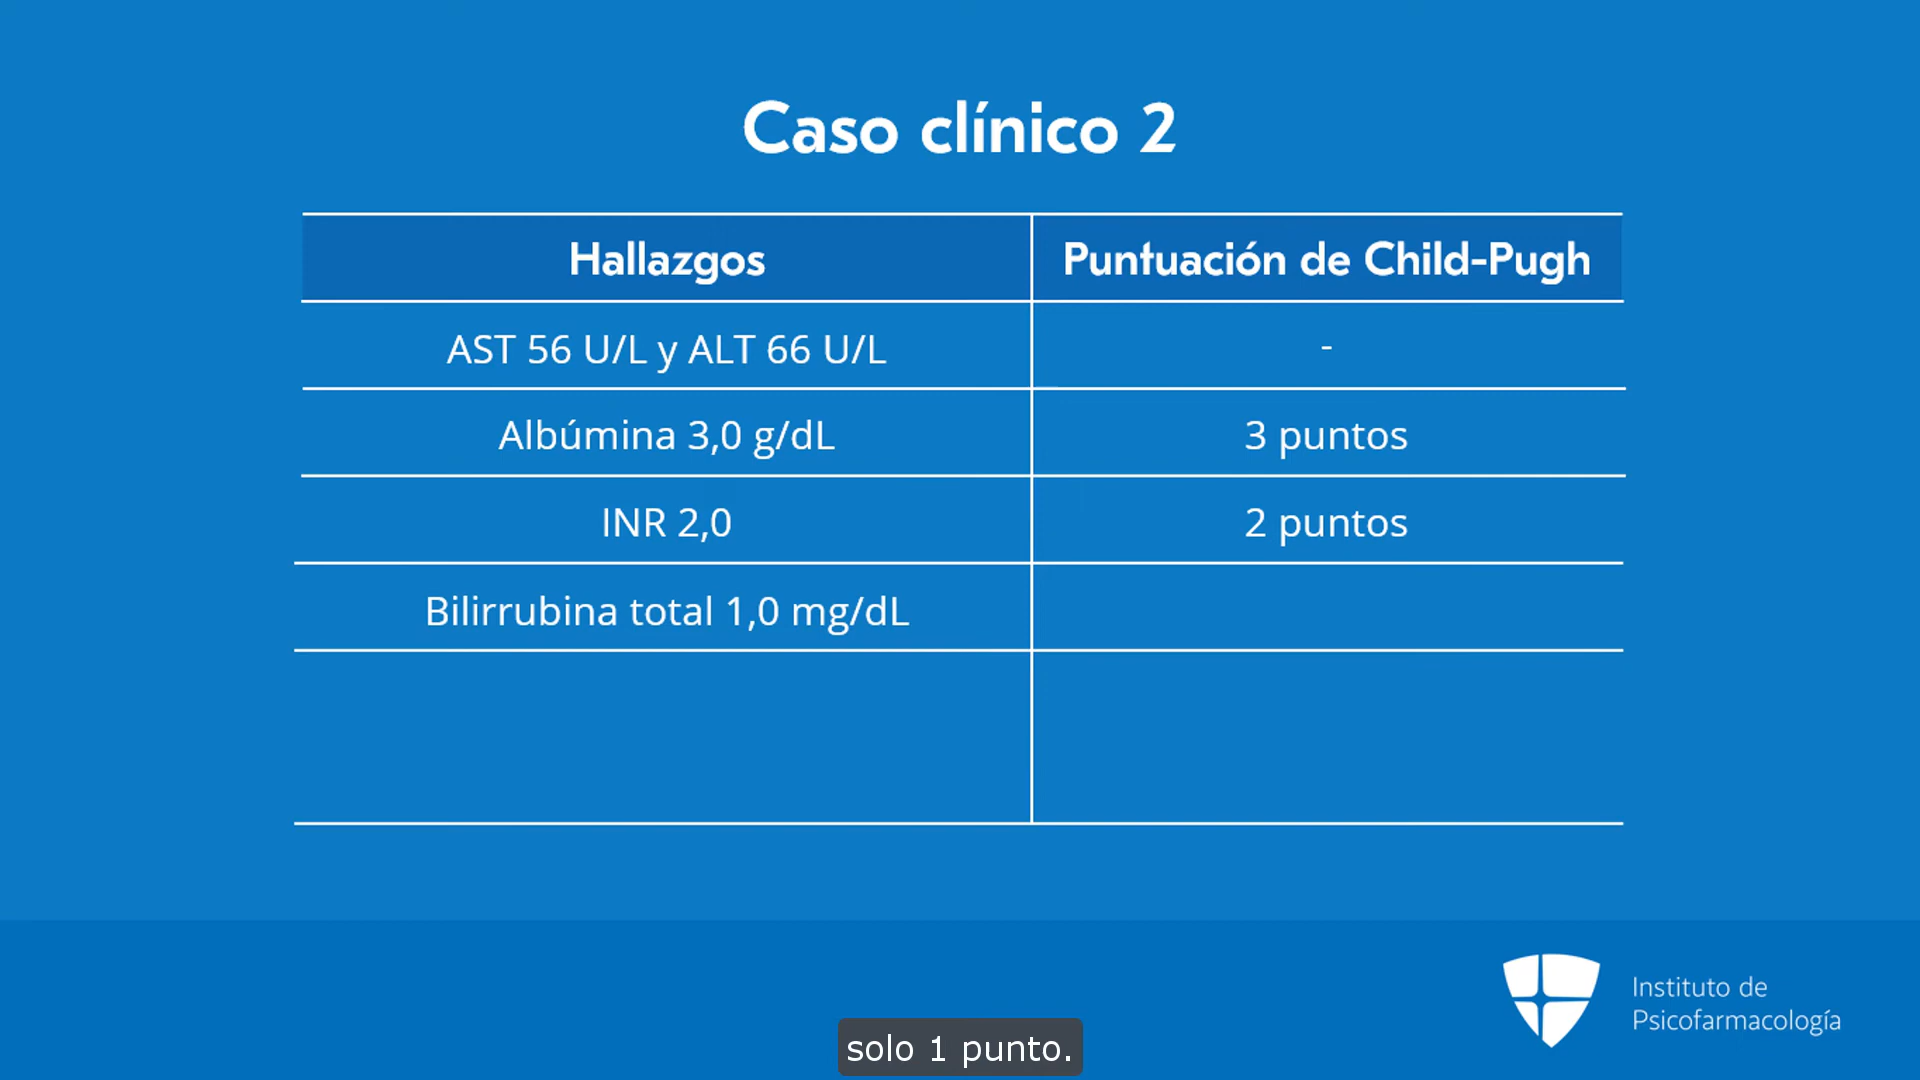 Caso clínico 2
Hallazgos
Puntuación de Child-Pugh
AST 56 U/L y ALT 66 U/L
-
Albúmina 3,0 g/dL
3 puntos
INR 2,0
2 puntos
Bilirrubina total 1,0 mg/dL
Instituto de
Psicofarmacología
solo 1 punto.